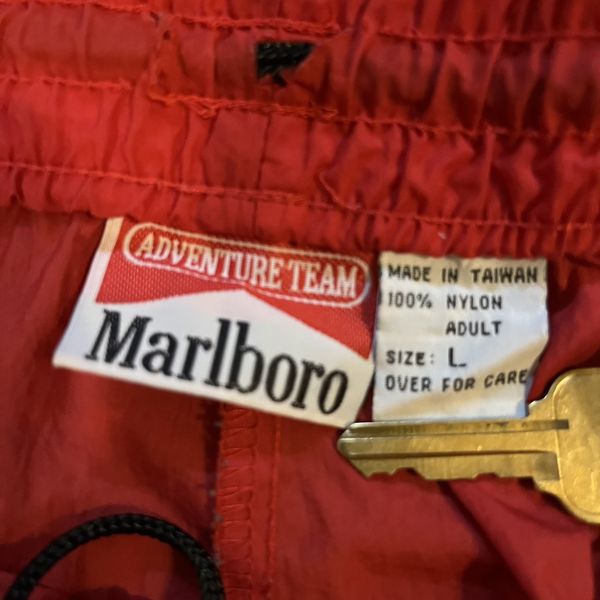 ADVENTURE TEAM
Marlboro
MADE IN TAIWAN
100% NYLON
ADULT
SIZE: L
OVER FOR CARE